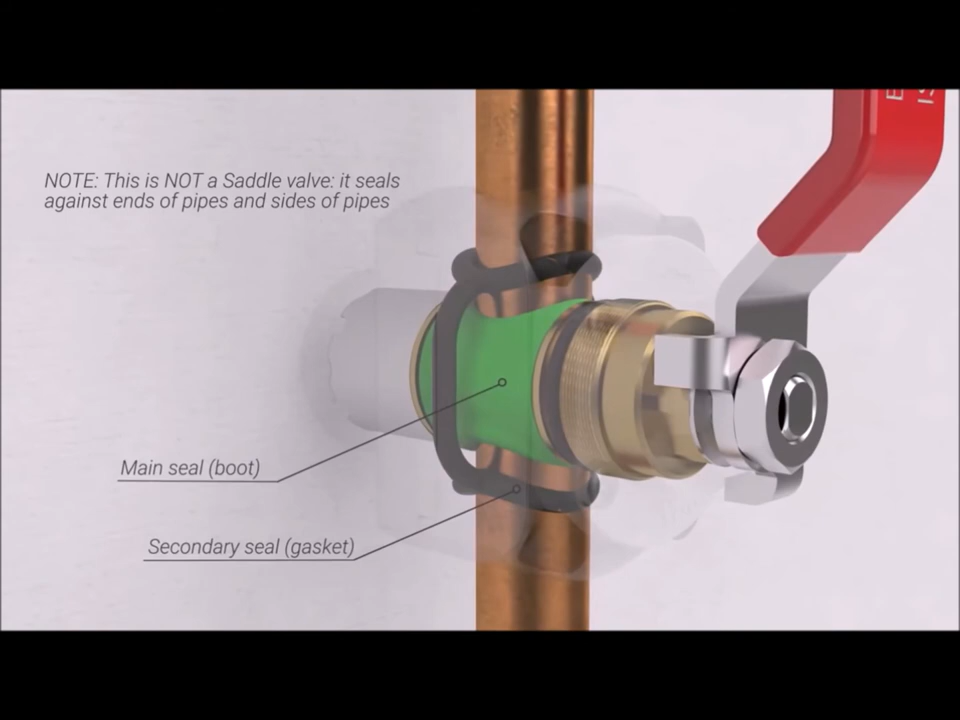 NOTE: This is NOT a Saddle valve: it seals
against ends of pipes and sides of pipes
Main seal (boot)
Secondary seal (gasket)